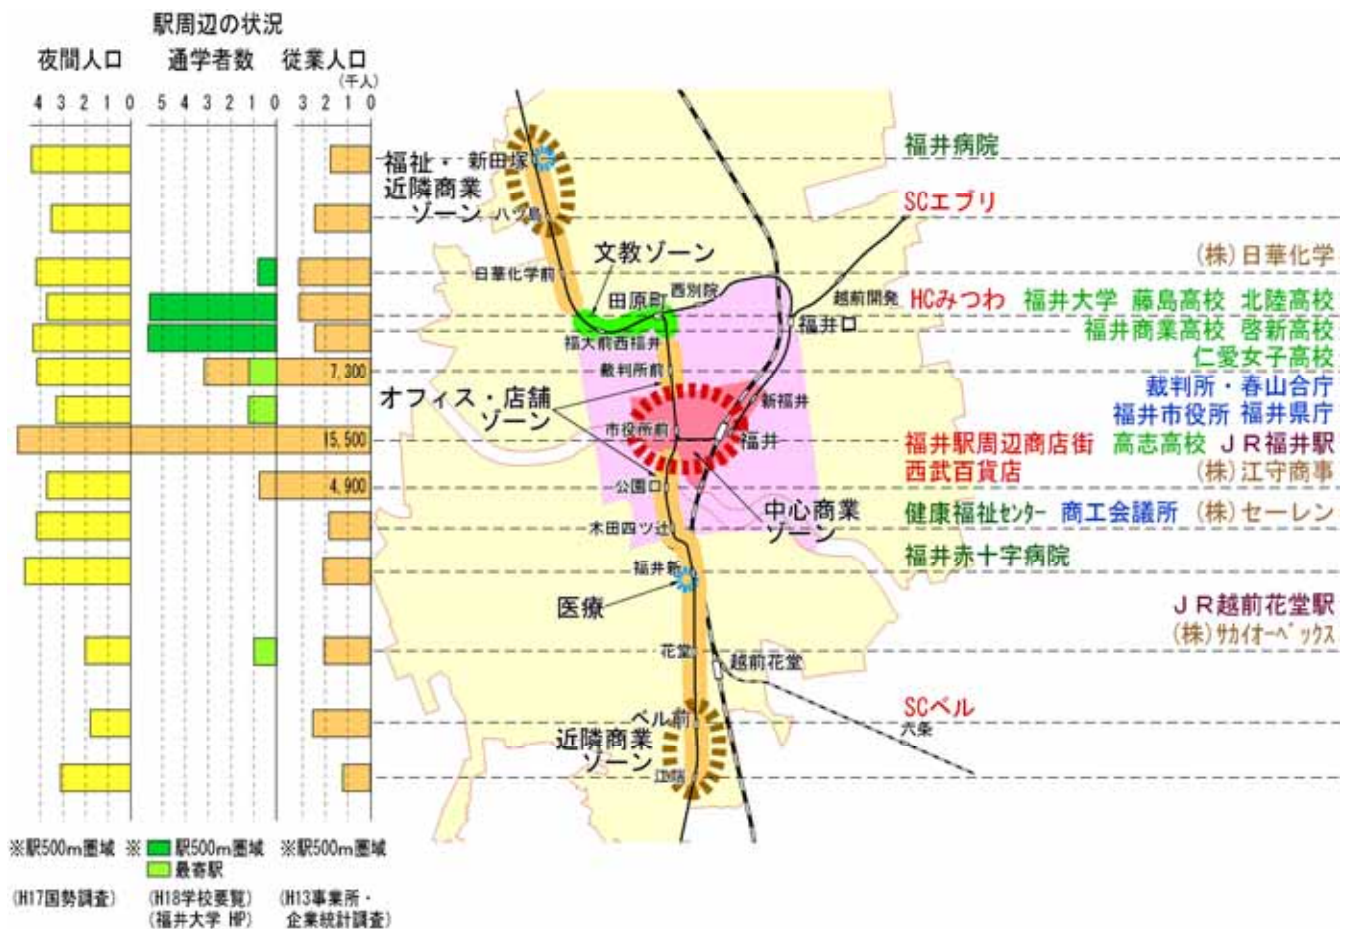 駅周辺の状況
夜間人口 通学者数 従業人口
(千人)
4 3 2 1 0 5 4 3 2 1 0 3 2 1 0
福井病院
福祉・
近隣商業
ゾーン
新田塚
SCエブリ
八ツ島
(株)日華化学
文教ゾーン
日華化学前
田原町
西別院
越前開発
福井口
HCみつわ 福井大学 藤島高校 北陸高校
福大前西福井
福井商業高校 啓新高校
仁愛女子高校
7,300
裁判所前
オフィス・店舗
ゾーン
新福井
裁判所・春山合庁
福井市役所 福井県庁
15,500
市役所前
福井
福井駅周辺商店街 高志高校 JR福井駅
西武百貨店 (株)江守商事
4,900
公園口
中心商業
ゾーン
木田四ツ辻
健康福祉センター 商工会議所 (株)セーレン
福井新
福井赤十字病院
医療
JR越前花堂駅
(株)サカイオーベックス
花堂
越前花堂
SCベル
六条
ベル前
近隣商業
ゾーン
江端
※駅500m圏域 ※ 駅500m圏域 ※駅500m圏域
最寄駅
(H17国勢調査) (H18学校要覧) (H13事業所・
(福井大学 HP) 企業統計調査)